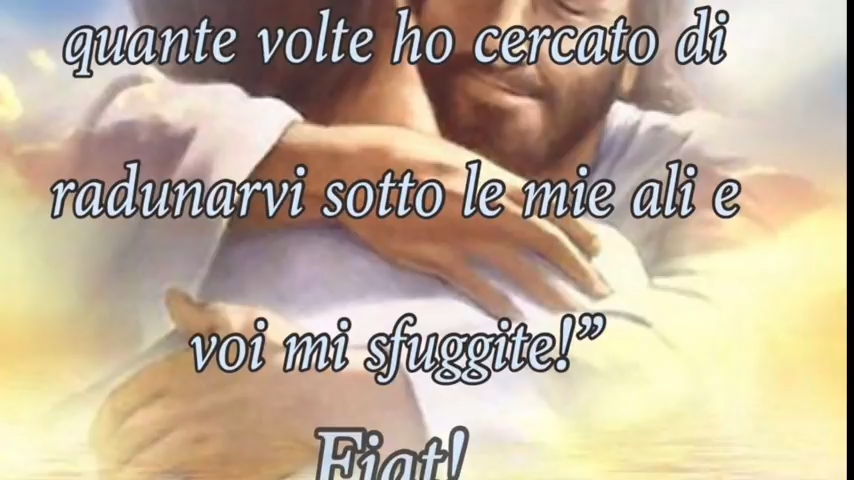 quante volte ho cercato di
radunarvi sotto le mie ali e
voi mi sfuggite!”
Fiat!